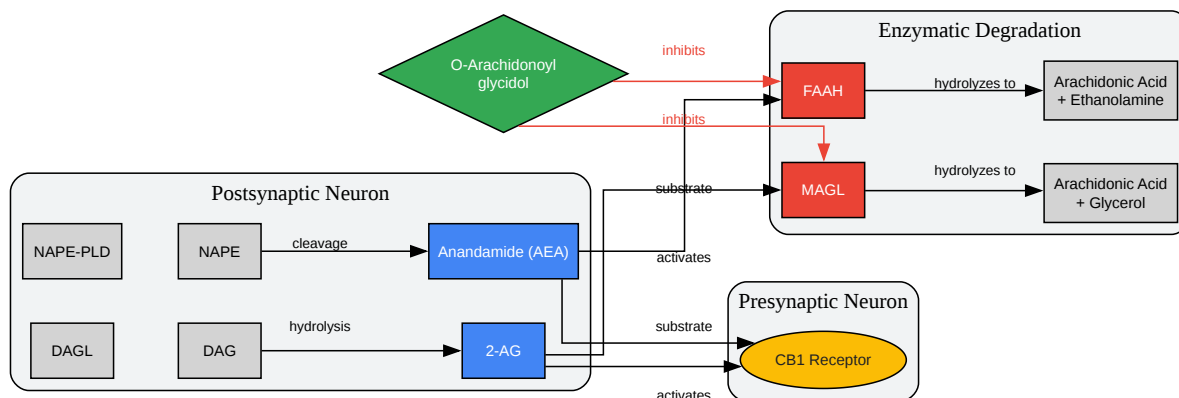 Enzymatic Degradation
O-Arachidonoyl
glycidol
inhibits
FAAH
hydrolyzes to
Arachidonic Acid
+ Ethanolamine
inhibits
Postsynaptic Neuron
substrate
MAGL
hydrolyzes to
Arachidonic Acid
+ Glycerol
NAPE-PLD
NAPE
cleavage
Anandamide (AEA)
activates
Presynaptic Neuron
DAGL
DAG
hydrolysis
2-AG
substrate
CB1 Receptor
activates